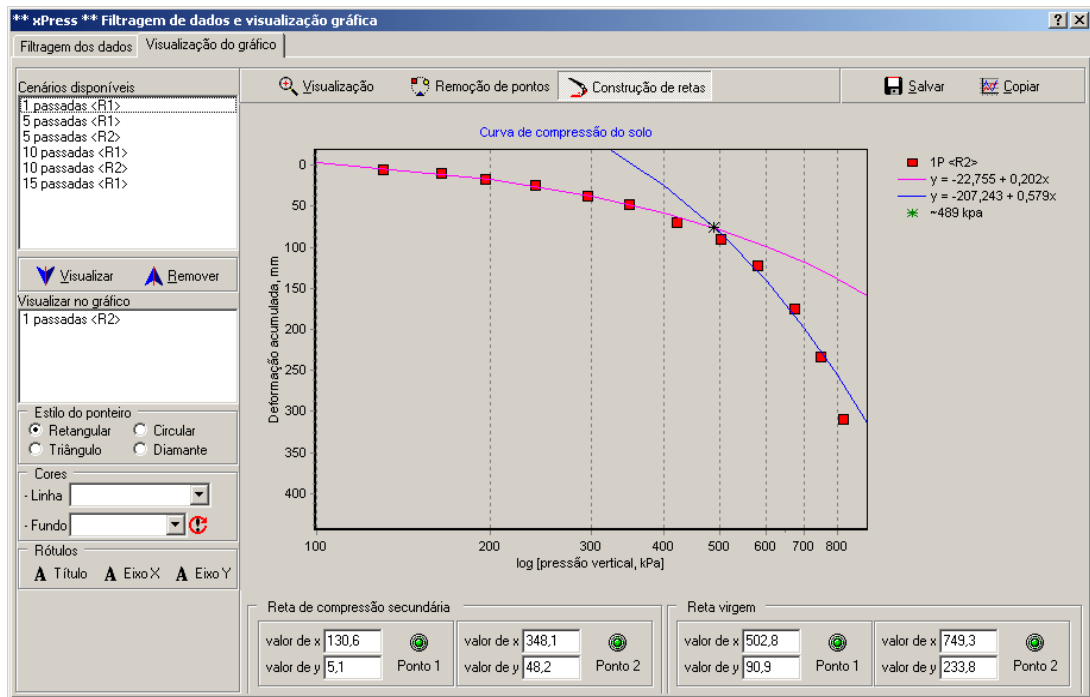 ** xPress ** Filtragem de dados e visualização gráfica
Filtragem dos dados
Visualização do gráfico
Cenários disponíveis
1 passadas <R1>
5 passadas <R1>
5 passadas <R2>
10 passadas <R1>
10 passadas <R2>
15 passadas <R1>
Visualizar
Remover
Visualizar no gráfico
1 passadas <R2>
Estilo do ponteiro
Retangular
Circular
Triângulo
Diamante
Cores
- Linha
- Fundo
Rótulos
A Título
A Eixo X
A Eixo Y
Visualização
Remoção de pontos
Construção de retas
Salvar
Copiar
Curva de compressão do solo
1P <R2>
y = -22,755 + 0,202x
y = -207,243 + 0,579x
~489 kpa
Deformação acumulada, mm
0
50
100
150
200
250
300
350
400
100 200 300 400 500 600 700 800
log [pressão vertical, kPa]
Reta de compressão secundária
valor de x 130,6
valor de y 5,1
Ponto 1
valor de x 348,1
valor de y 48,2
Ponto 2
Reta virgem
valor de x 502,8
valor de y 90,9
Ponto 1
valor de x 749,3
valor de y 233,8
Ponto 2